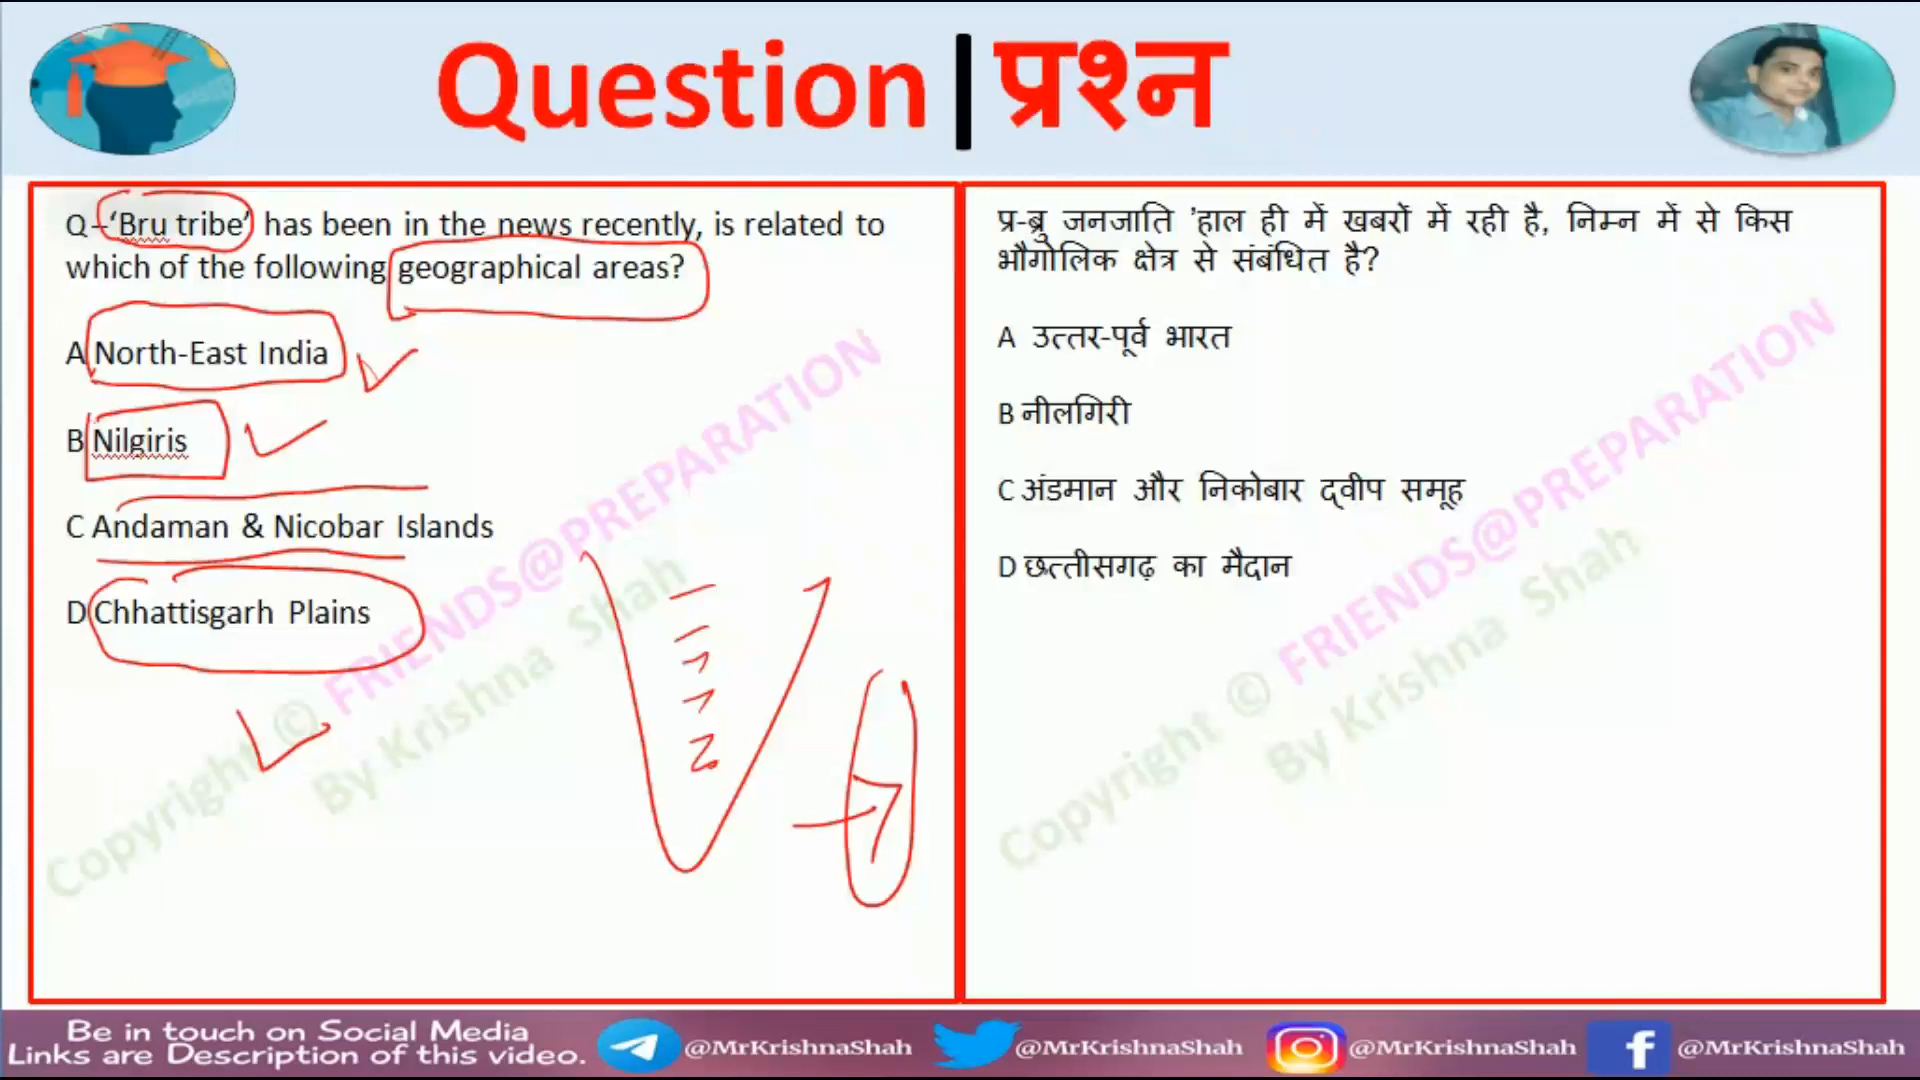 Question|प्रश्न
Q–‘Bru tribe’ has been in the news recently, is related to
which of the following geographical areas?
A North-East India
B Nilgiris
C Andaman & Nicobar Islands
D Chhattisgarh Plains
Copyright © FRIENDS@PREPARATION
By Krishna Shah
प्र-ब्रु जनजाति 'हाल ही में खबरों में रही है, निम्न में से किस
भौगोलिक क्षेत्र से संबंधित है?
A उत्तर-पूर्व भारत
B नीलगिरी
C अंडमान और निकोबार द्वीप समूह
D छत्तीसगढ़ का मैदान
Copyright © FRIENDS@PREPARATION
By Krishna Shah
Be in touch on Social Media
Links are Description of this video.
@MrKrishnaShah @MrKrishnaShah @MrKrishnaShah @MrKrishnaShah